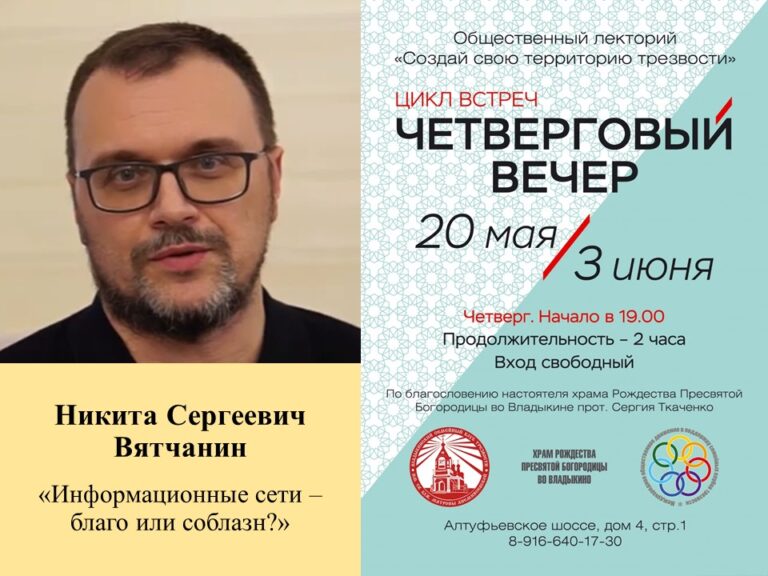 Никита Сергеевич
Вятчанин
«Информационные сети –
благо или соблазн?»
Общественный лекторий
«Создай свою территорию трезвости»
ЦИКЛ ВСТРЕЧ
ЧЕТВЕРГОВЫЙ
ВЕЧЕР
20 мая
3 июня
Четверг. Начало в 19.00
Продолжительность – 2 часа
Вход свободный
По благословению настоятеля храма Рождества Пресвятой
Богородицы во Владыкине прот. Сергия Ткаченко
ХРАМ РОЖДЕСТВА
ПРЕСВЯТОЙ БОГОРОДИЦЫ
ВО ВЛАДЫКИНО
Алтуфьевское шоссе, дом 4, стр.1
8-916-640-17-30